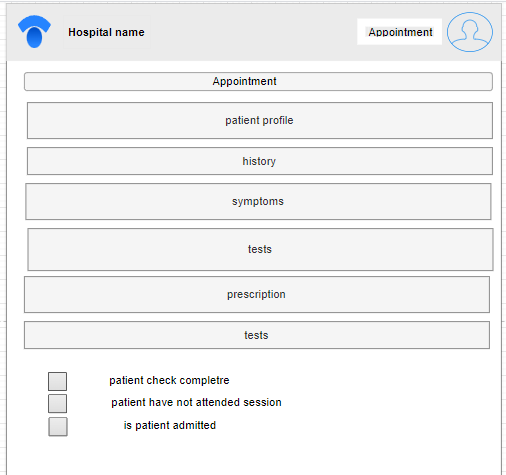 Hospital name
Appointment
Appointment
patient profile
history
symptoms
tests
prescription
tests
patient check completre
patient have not attended session
is patient admitted